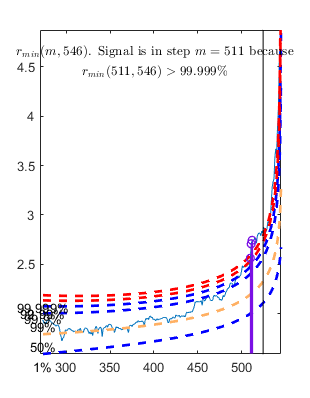 r_min(m, 546). Signal is in step m = 511 because
r_min(511, 546) > 99.999%
4.5
4
3.5
3
2.5
99%
50%
1% 300 350 400 450 500